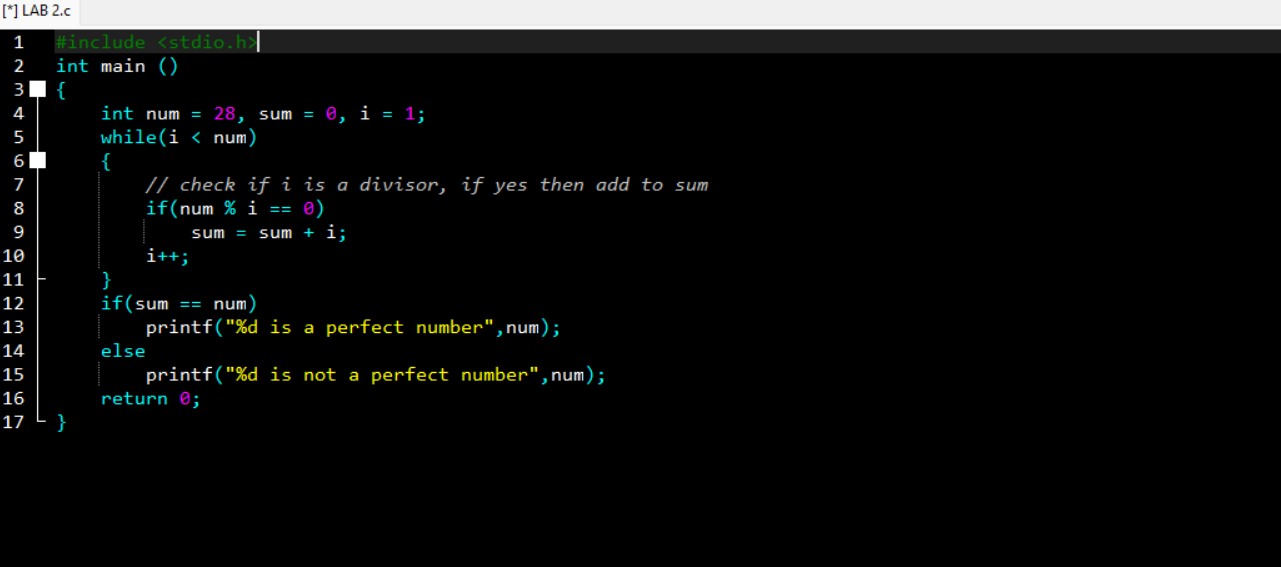 [*] LAB 2.c
1 #include <stdio.h>
2 int main ()
3 {
4 int num = 28, sum = 0, i = 1;
5 while(i < num)
6 {
7 // check if i is a divisor, if yes then add to sum
8 if(num % i == 0)
9 sum = sum + i;
10 i++;
11 }
12 if(sum == num)
13 printf("%d is a perfect number",num);
14 else
15 printf("%d is not a perfect number",num);
16 return 0;
17 }